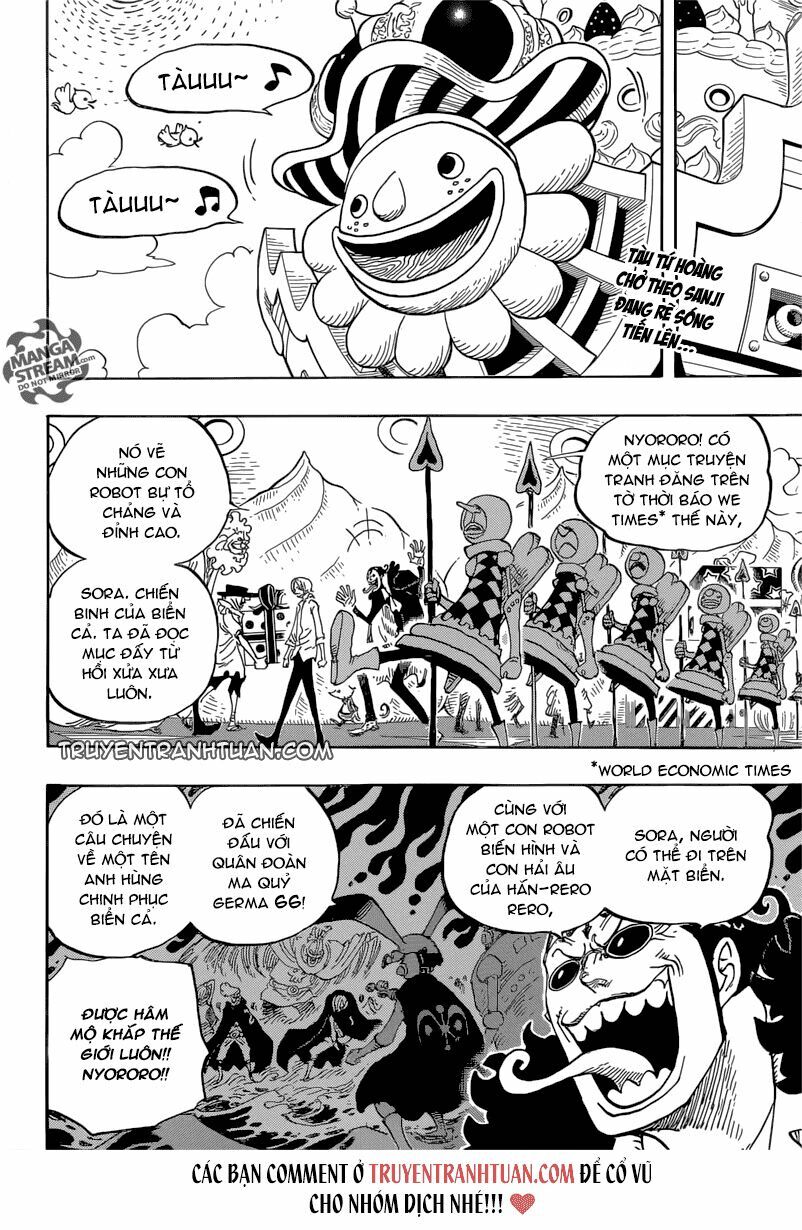 TÀUUU~
TÀUUU~
TÀU TỨ HOÀNG
CHỞ THEO SANJI
ĐANG RẼ SÓNG
TIẾN LÊN...
MANGA
STREAM.com
DO NOT MIRROR!
NYORORO! CÓ
MỘT MỤC TRUYỆN
TRANH ĐĂNG TRÊN
TỜ THỜI BÁO WE
TIMES* THẾ NÀY,
NÓ VẼ
NHỮNG CON
ROBOT BỰ TỔ
CHẢNG VÀ
ĐỈNH CAO.
SORA, CHIẾN
BINH CỦA BIỂN
CẢ. TA ĐÃ ĐỌC
MỤC ĐẤY TỪ
HỒI XỬA XƯA
LUÔN.
TRUYENTRANHTUAN.COM
*WORLD ECONOMIC TIMES
SORA, NGƯỜI
CÓ THỂ ĐI TRÊN
MẶT BIỂN.
CÙNG VỚI
MỘT CON ROBOT
BIẾN HÌNH VÀ
CON HẢI ÂU
CỦA HẮN-RERO
RERO,
ĐÃ CHIẾN
ĐẤU VỚI
QUÂN ĐOÀN
MA QUỶ
GERMA 66!
ĐÓ LÀ MỘT
CÂU CHUYỆN
VỀ MỘT TÊN
ANH HÙNG
CHINH PHỤC
BIỂN CẢ.
ĐƯỢC HÂM
MỘ KHẮP THẾ
GIỚI LUÔN!!
NYORORO!!
CÁC BẠN COMMENT Ở TRUYENTRANHTUAN.COM ĐỂ CỔ VŨ
CHO NHÓM DỊCH NHÉ!!!